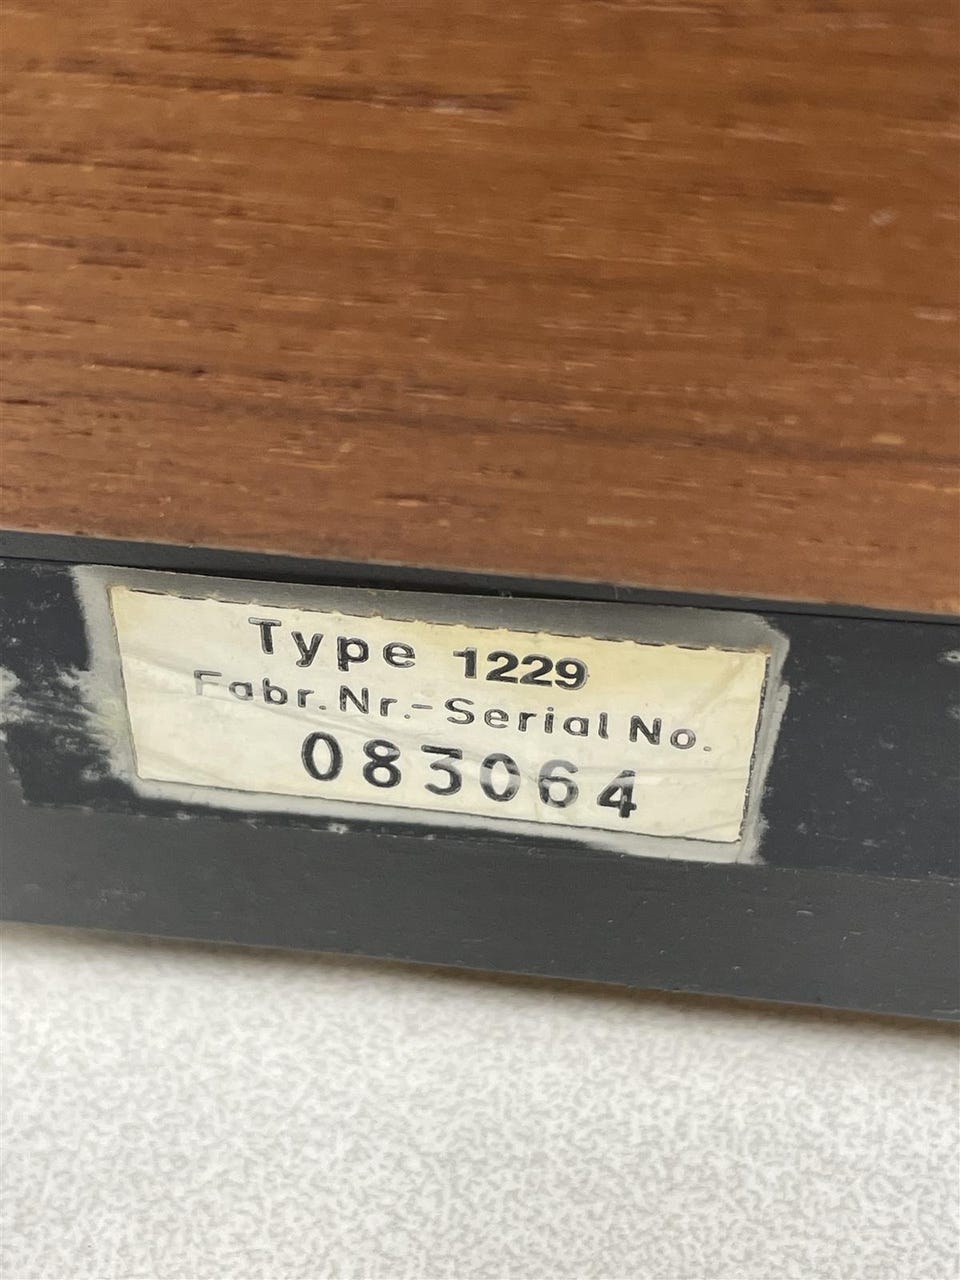 Type 1229
Fabr.Nr.-Serial No.
083064